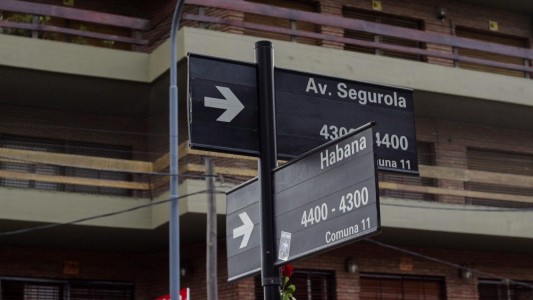 Av. Segurola
4300 4400
Comuna 11
Habana
4400 - 4300
Comuna 11